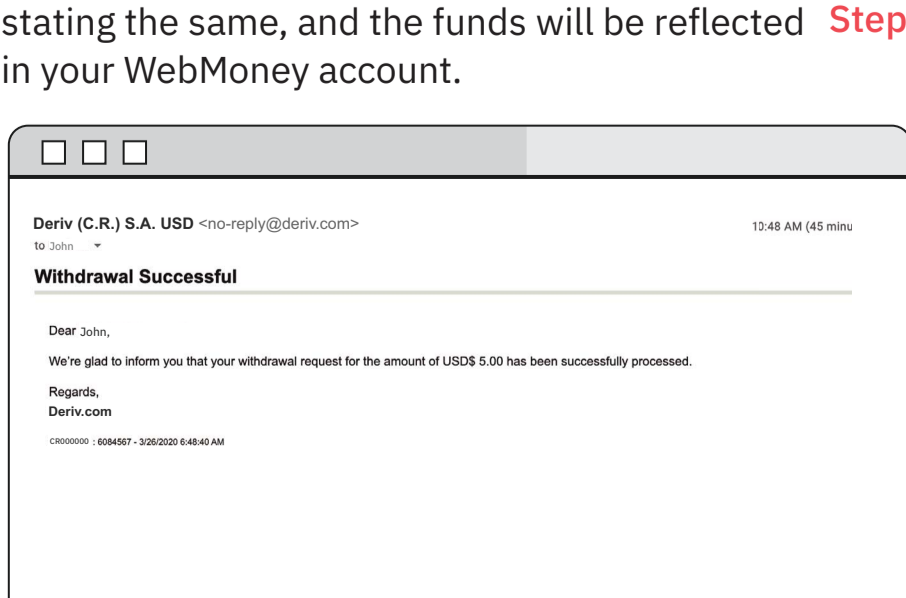 stating the same, and the funds will be reflected Step
in your WebMoney account.
Deriv (C.R.) S.A. USD <no-reply@deriv.com> 10:48 AM (45 minu
to John
Withdrawal Successful
Dear John,
We're glad to inform you that your withdrawal request for the amount of USD$ 5.00 has been successfully processed.
Regards,
Deriv.com
CR000000 : 6084567 - 3/26/2020 6:48:40 AM